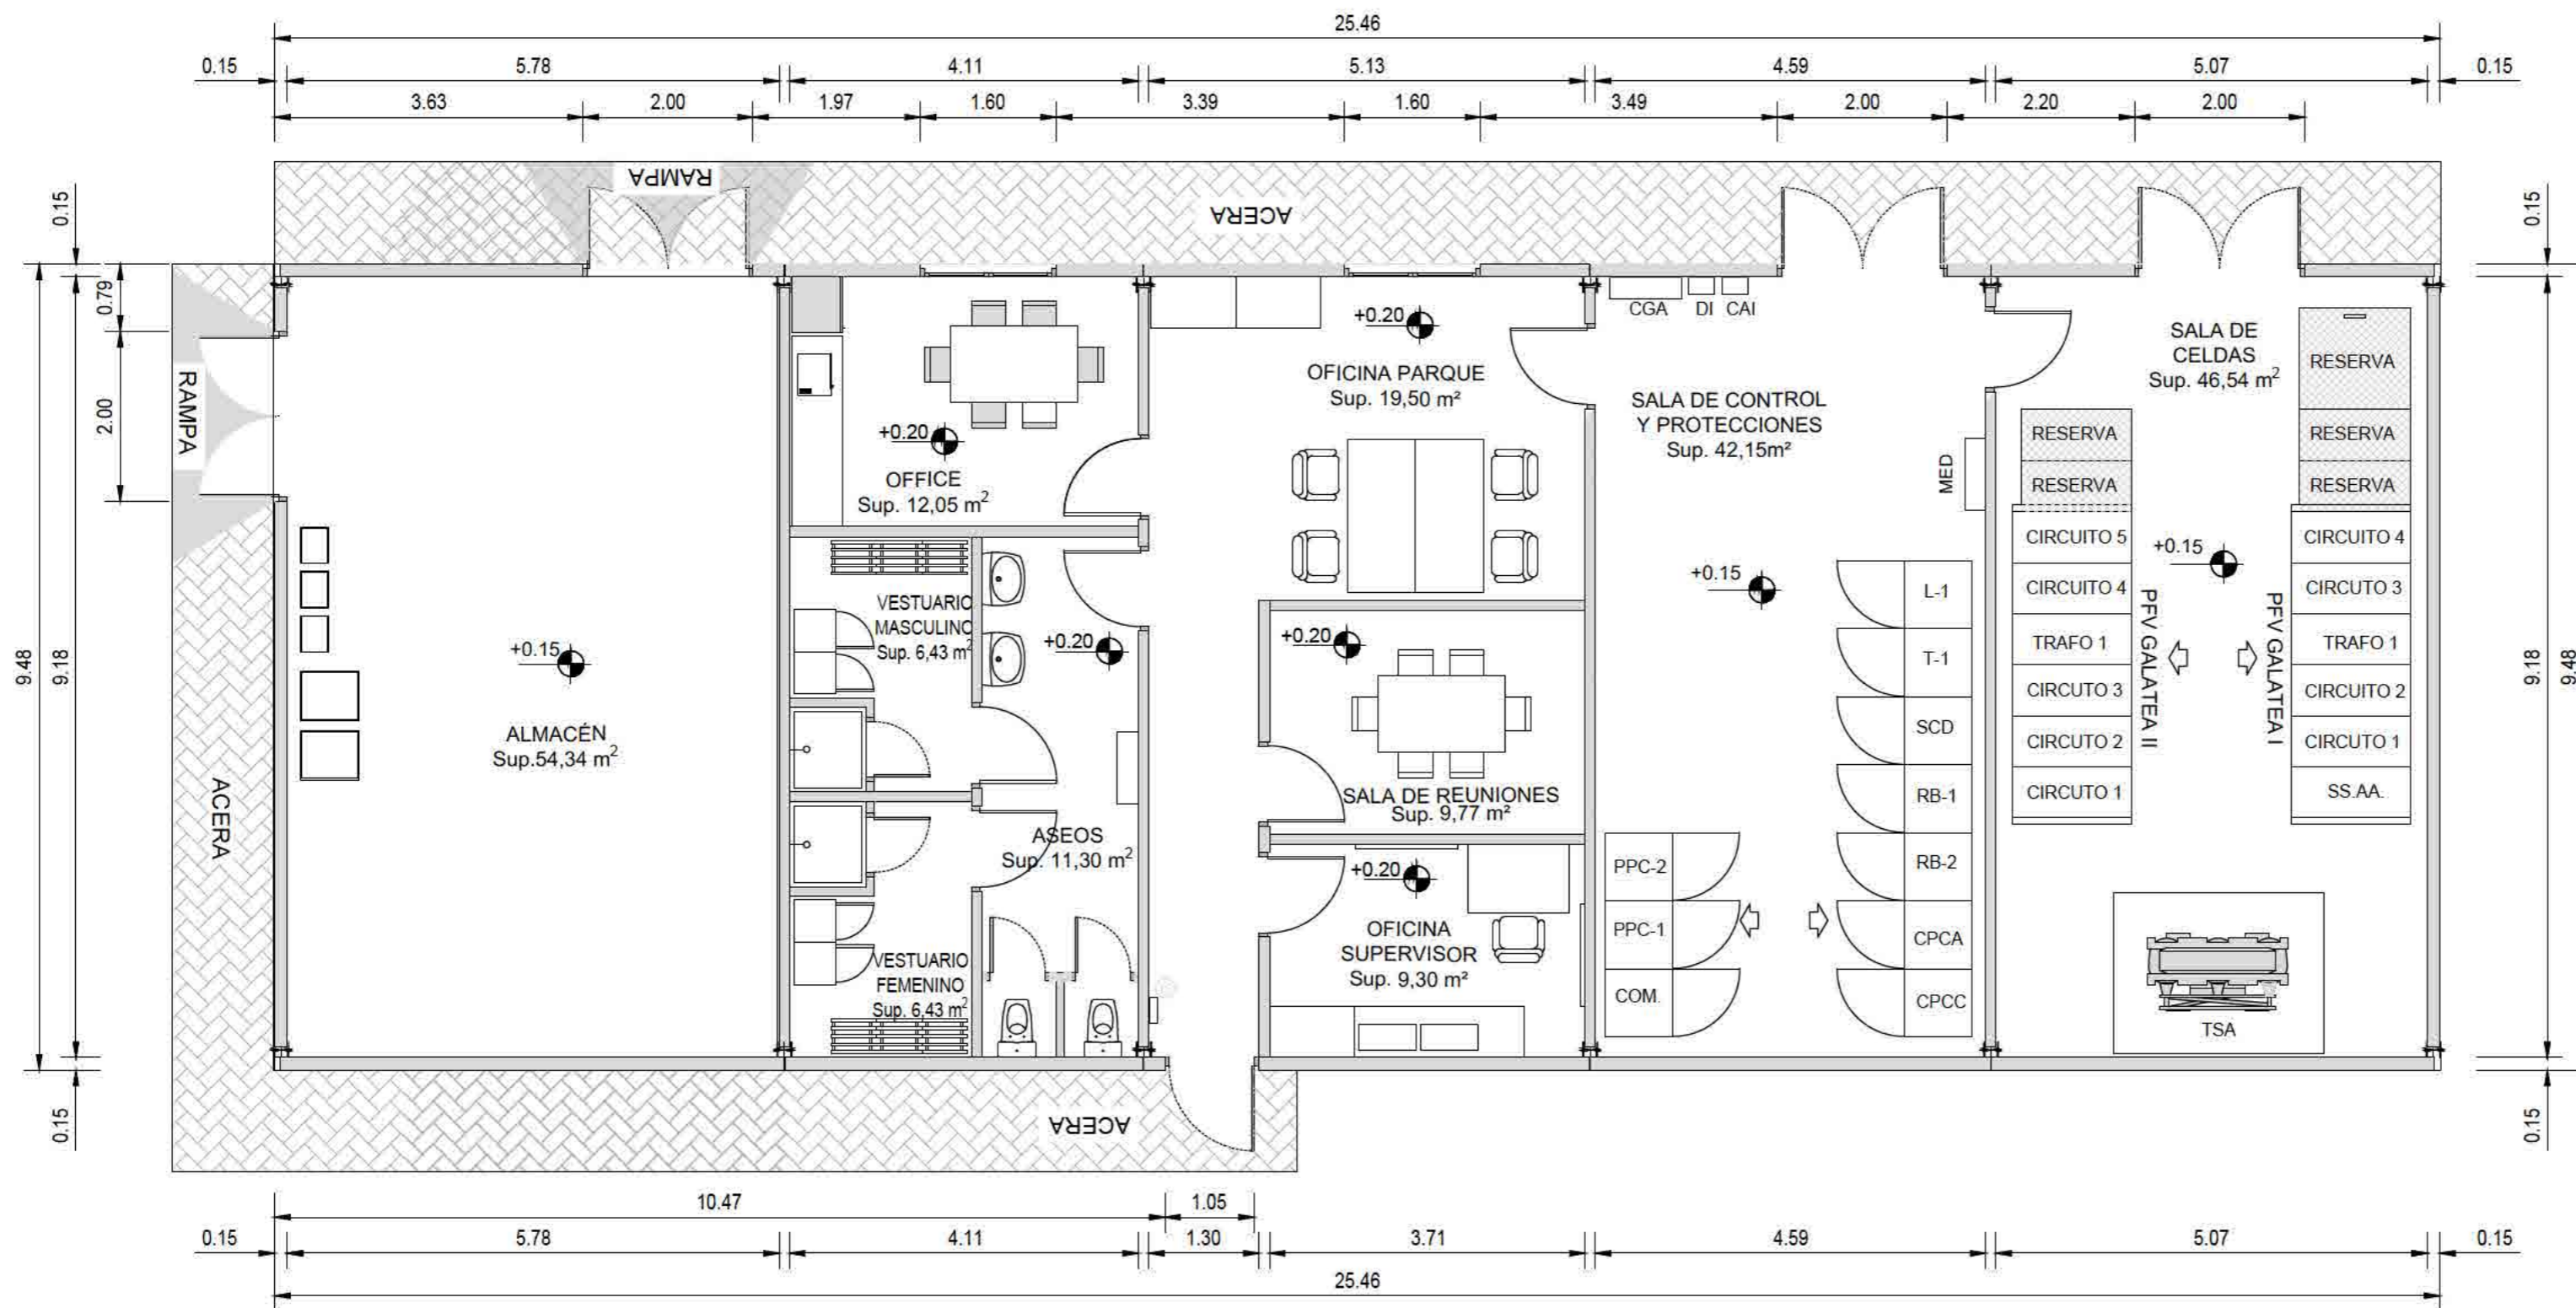 25.46
0.15
5.78
4.11
5.13
4.59
5.07
0.15
3.63
2.00
1.97
1.60
3.39
1.60
3.49
2.00
2.20
2.00
0.15
0.79
2.00
9.48
9.18
0.15
RAMPA
RAMPA
ACERA
ACERA
ACERA
+0.15
ALMACÉN
Sup.54,34 m²
+0.20
OFFICE
Sup. 12,05 m²
VESTUARIO
MASCULINO
Sup. 6,43 m²
+0.20
ASEOS
Sup. 11,30 m²
VESTUARIO
FEMENINO
Sup. 6,43 m²
+0.20
OFICINA PARQUE
Sup. 19,50 m²
+0.20
SALA DE REUNIONES
Sup. 9,77 m²
+0.20
OFICINA
SUPERVISOR
Sup. 9,30 m²
CGA
DI
CAI
SALA DE CONTROL
Y PROTECCIONES
Sup. 42,15m²
MED
+0.15
L-1
T-1
SCD
RB-1
RB-2
CPCA
CPCC
PPC-2
PPC-1
COM.
SALA DE
CELDAS
Sup. 46,54 m²
RESERVA
RESERVA
CIRCUITO 5
CIRCUITO 4
TRAFO 1
CIRCUTO 3
CIRCUTO 2
CIRCUTO 1
PFV GALATEA II
+0.15
PFV GALATEA I
RESERVA
RESERVA
RESERVA
CIRCUITO 4
CIRCUTO 3
TRAFO 1
CIRCUITO 2
CIRCUTO 1
SS.AA.
TSA
0.15
9.18
9.48
0.15
10.47
1.05
0.15
5.78
4.11
1.30
3.71
4.59
5.07
0.15
25.46